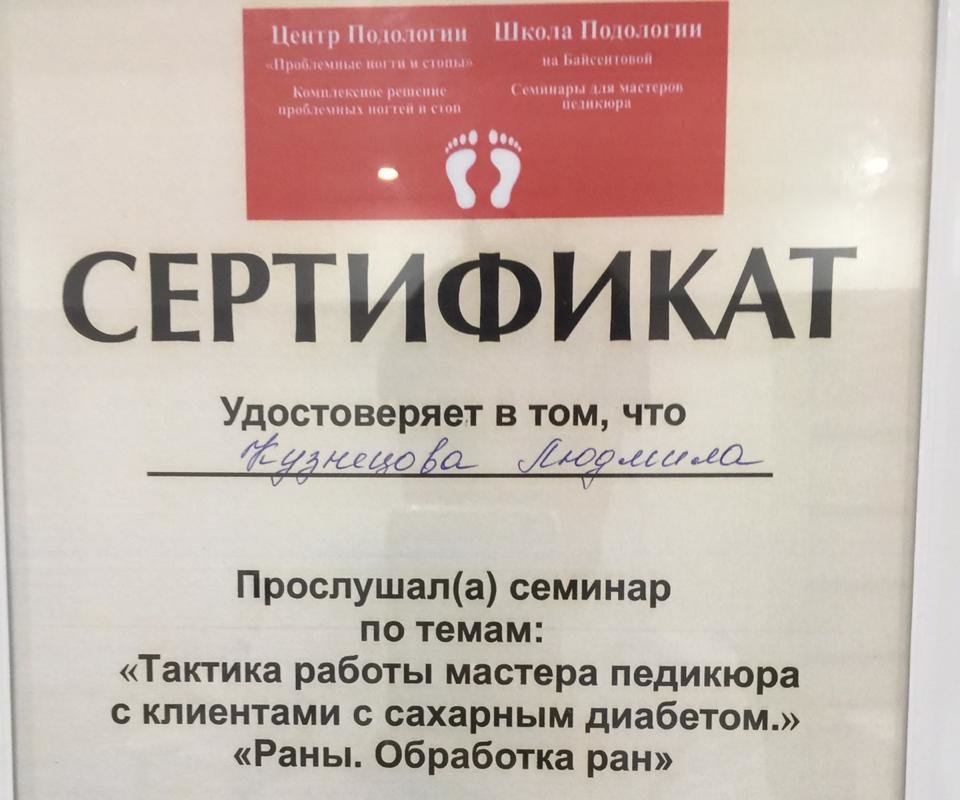 Центр Подологии
«Проблемные ногти и стопы»
Комплексное решение
проблемных ногтей и стоп
Школа Подологии
на Байсеитовой
Семинары для мастеров
педикюра
СЕРТИФИКАТ
Удостоверяет в том, что
Кузнецова Людмила
Прослушал(а) семинар
по темам:
«Тактика работы мастера педикюра
с клиентами с сахарным диабетом.»
«Раны. Обработка ран»